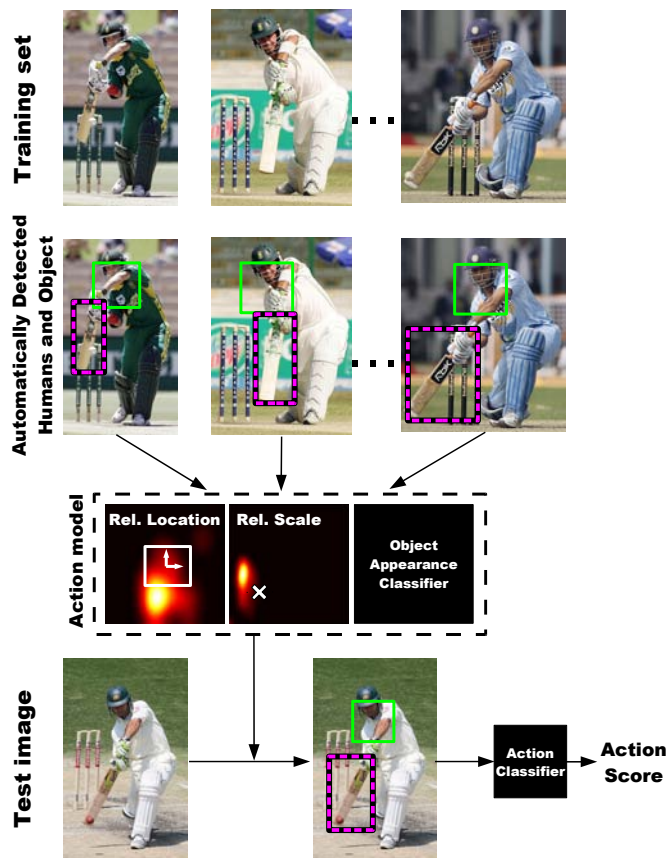 Training set
Automatically Detected
Humans and Object
Action model
Rel. Location
Rel. Scale
Object
Appearance
Classifier
Test image
Action
Classifier
Action
Score